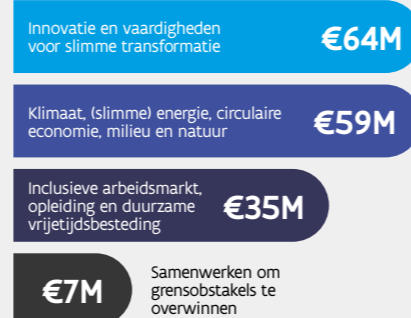 Innovatie en vaardigheden
voor slimme transformatie
€64M
Klimaat, (slimme) energie, circulaire
economie, milieu en natuur
€59M
Inclusieve arbeidsmarkt,
opleiding en duurzame
vrijetijdsbesteding
€35M
€7M
Samenwerken om
grensobstakels te
overwinnen